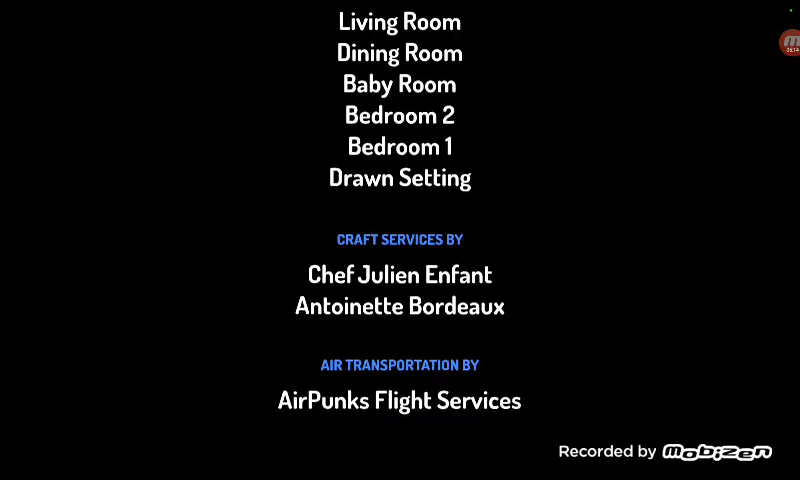 Living Room
Dining Room
Baby Room
Bedroom 2
Bedroom 1
Drawn Setting
CRAFT SERVICES BY
Chef Julien Enfant
Antoinette Bordeaux
AIR TRANSPORTATION BY
AirPunks Flight Services
Recorded by mobizen